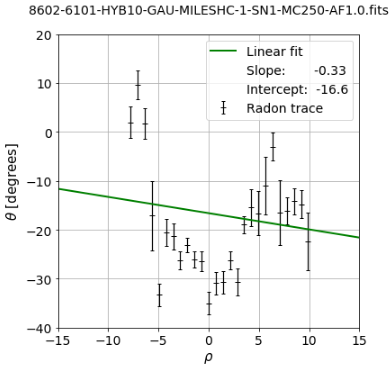 8602-6101-HYB10-GAU-MILESHC-1-SN1-MC250-AF1.0.fits
20
10
0
−10
−20
−30
−40
θ [degrees]
Linear fit
Slope: -0.33
Intercept: -16.6
Radon trace
−15 −10 −5 0 5 10 15
ρ